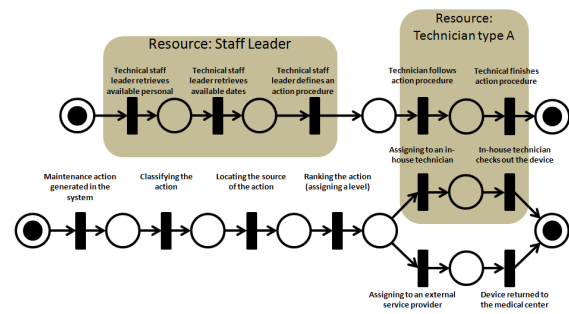 Resource: Staff Leader
Resource:
Technician type A
Technical staff
leader retrieves
available personal
Technical staff
leader retrieves
available dates
Technical staff
leader defines an
action procedure
Technician follows
action procedure
Technical finishes
action procedure
Assigning to an in-
house technician
In-house technician
checks out the device
Maintenance action
generated in the
system
Classifying the
action
Locating the source
of the action
Ranking the action
(assigning a level)
Assigning to an external
service provider
Device returned to
the medical center